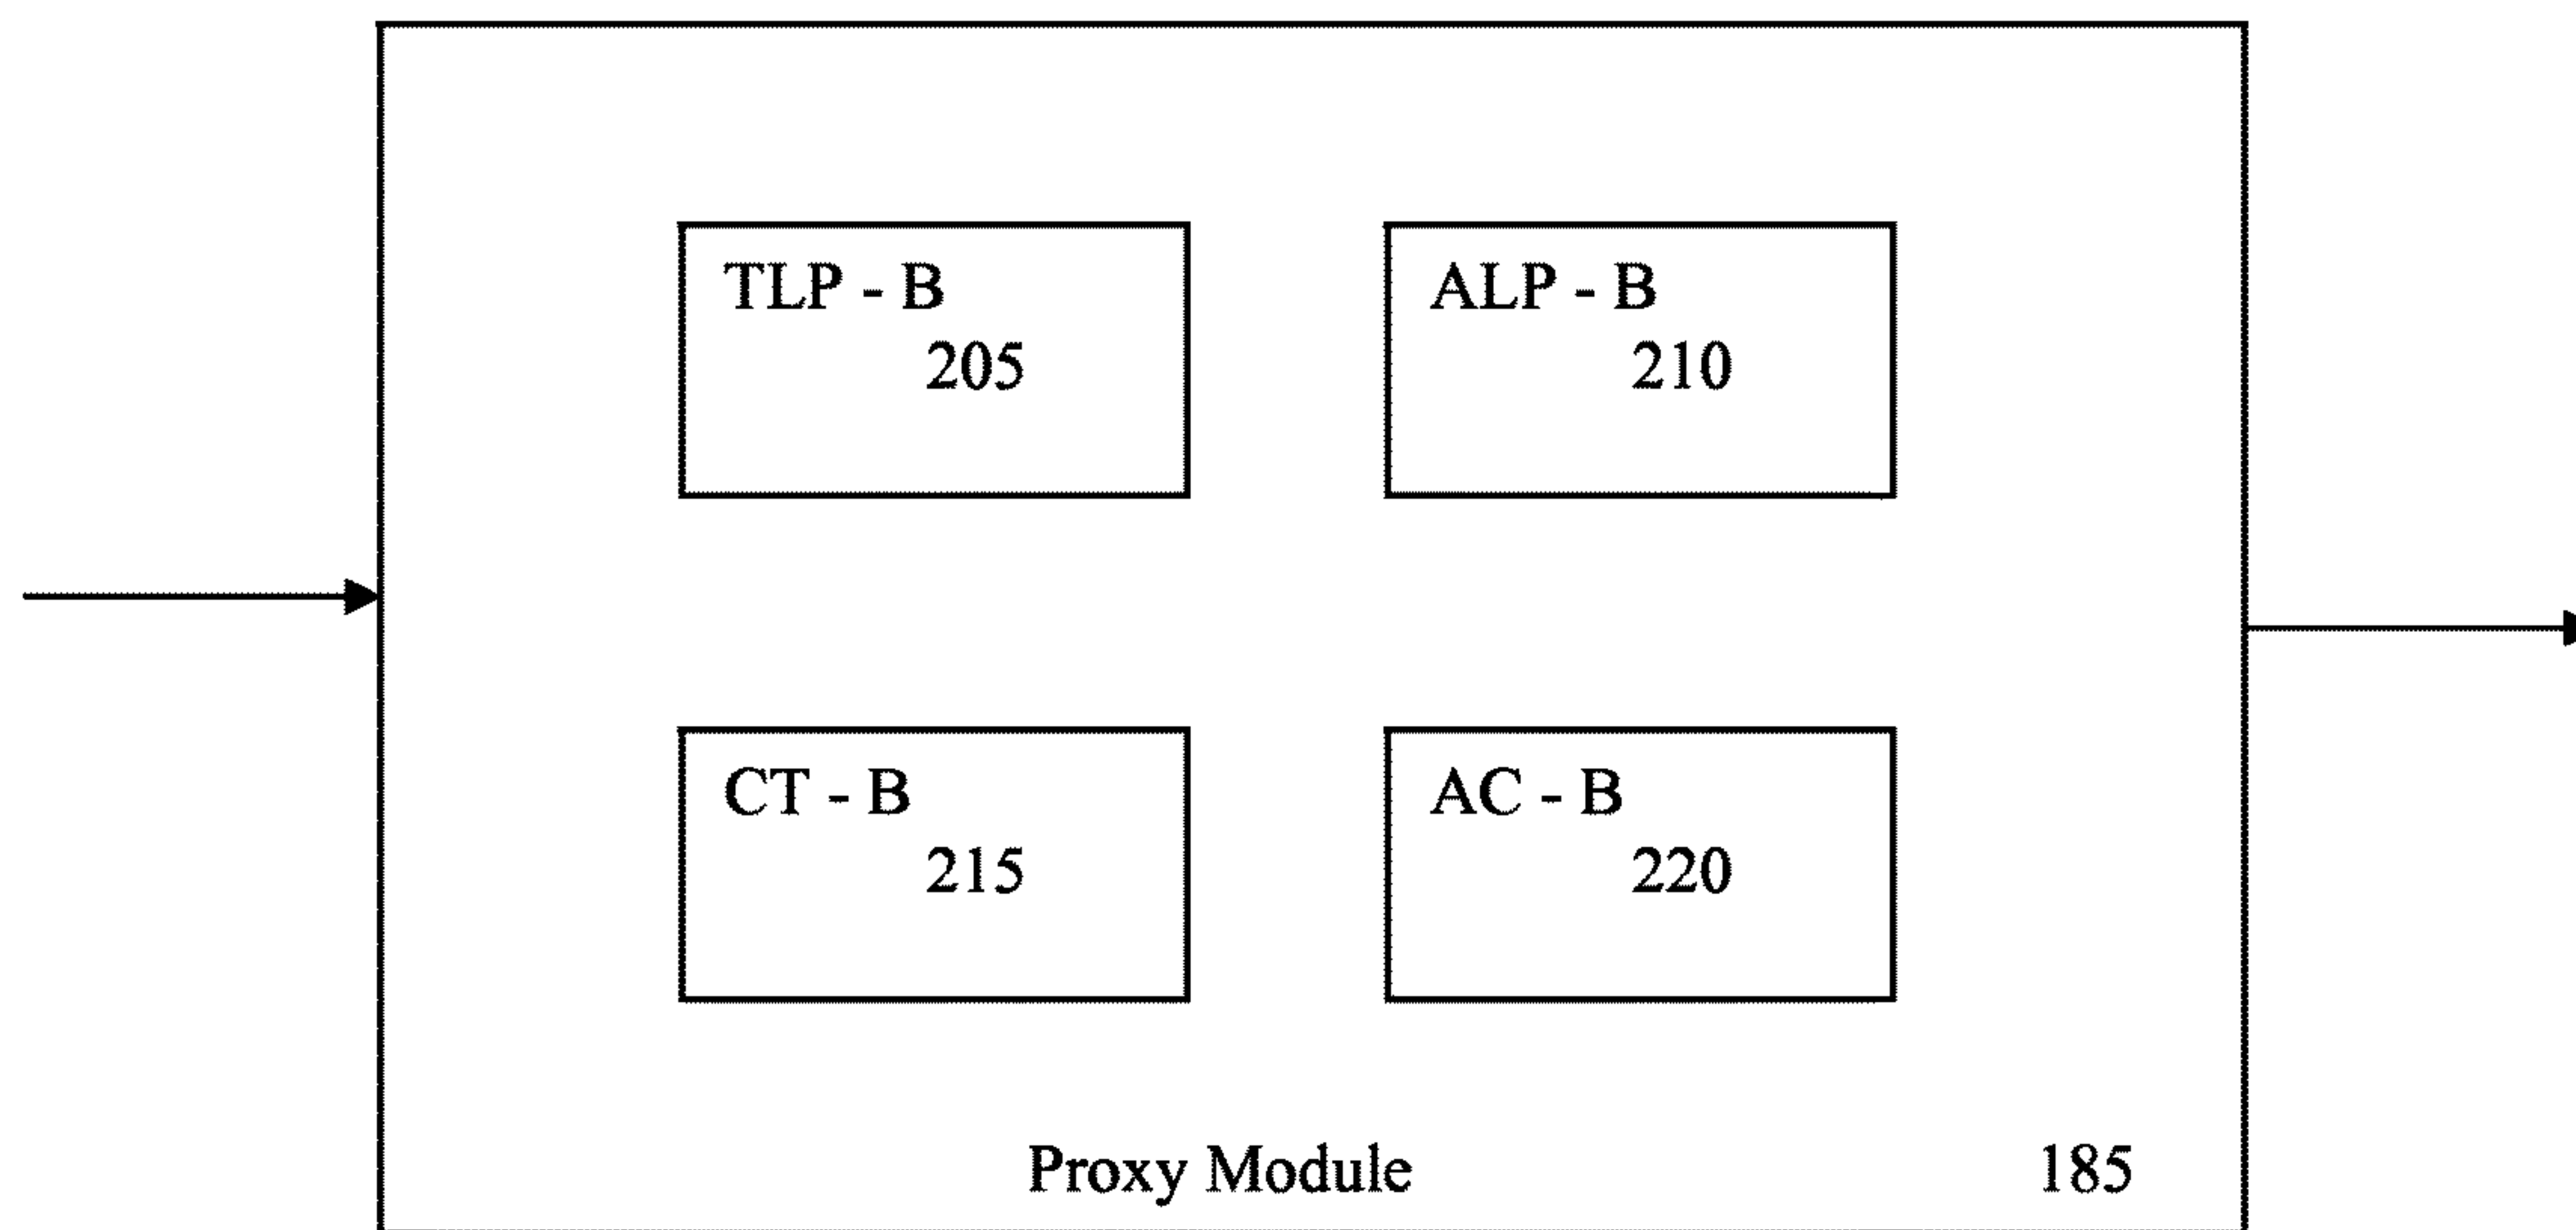 TLP - B
205
ALP - B
210
CT - B
215
AC - B
220
Proxy Module
185